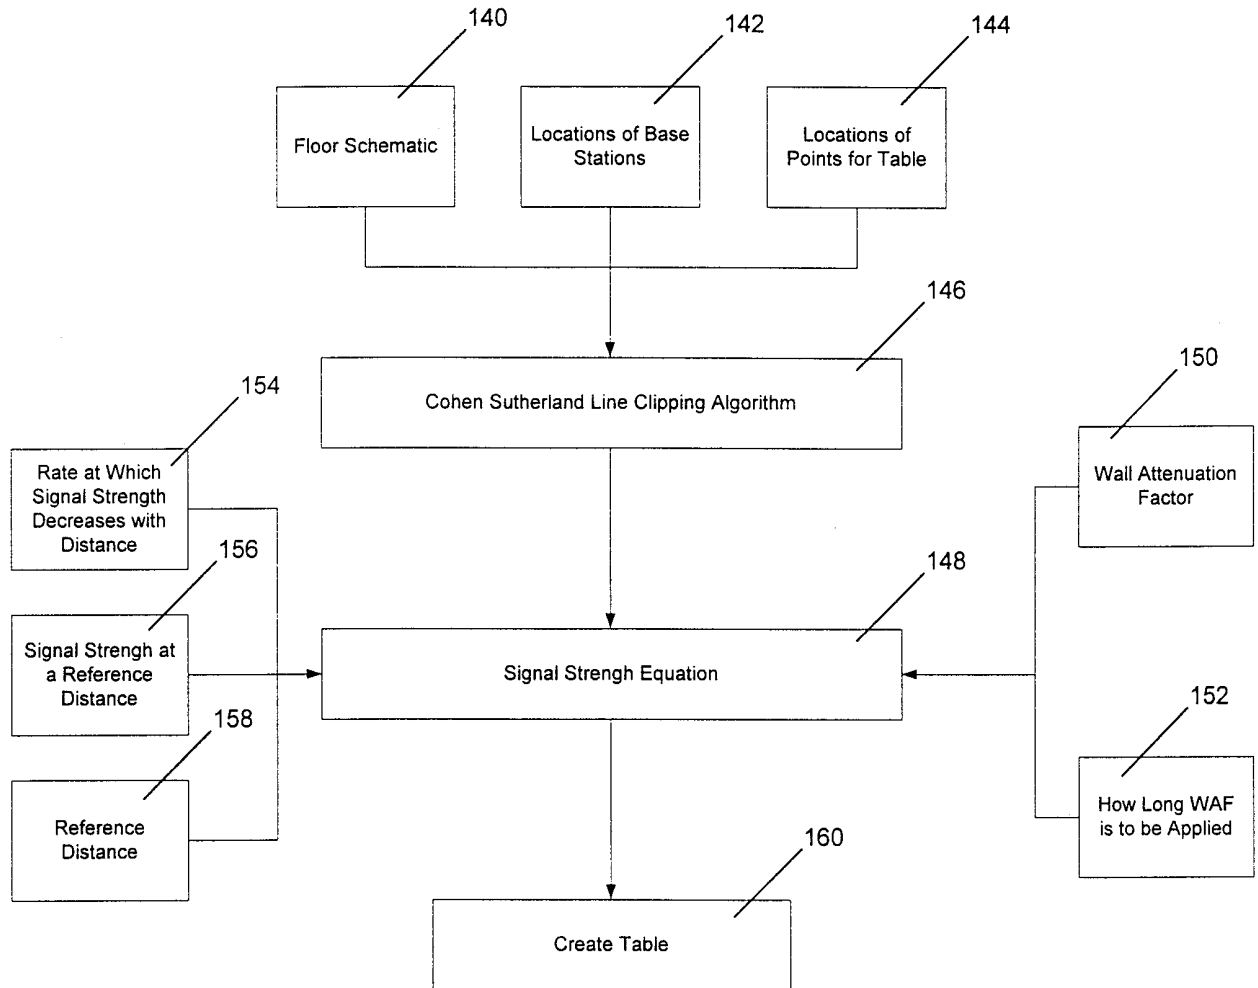 140
142
144
Floor Schematic
Locations of Base
Stations
Locations of
Points for Table
146
Cohen Sutherland Line Clipping Algorithm
154
150
Rate at Which
Signal Strength
Decreases with
Distance
Wall Attenuation
Factor
156
148
Signal Strengh at
a Reference
Distance
Signal Strengh Equation
158
152
Reference
Distance
How Long WAF
is to be Applied
160
Create Table